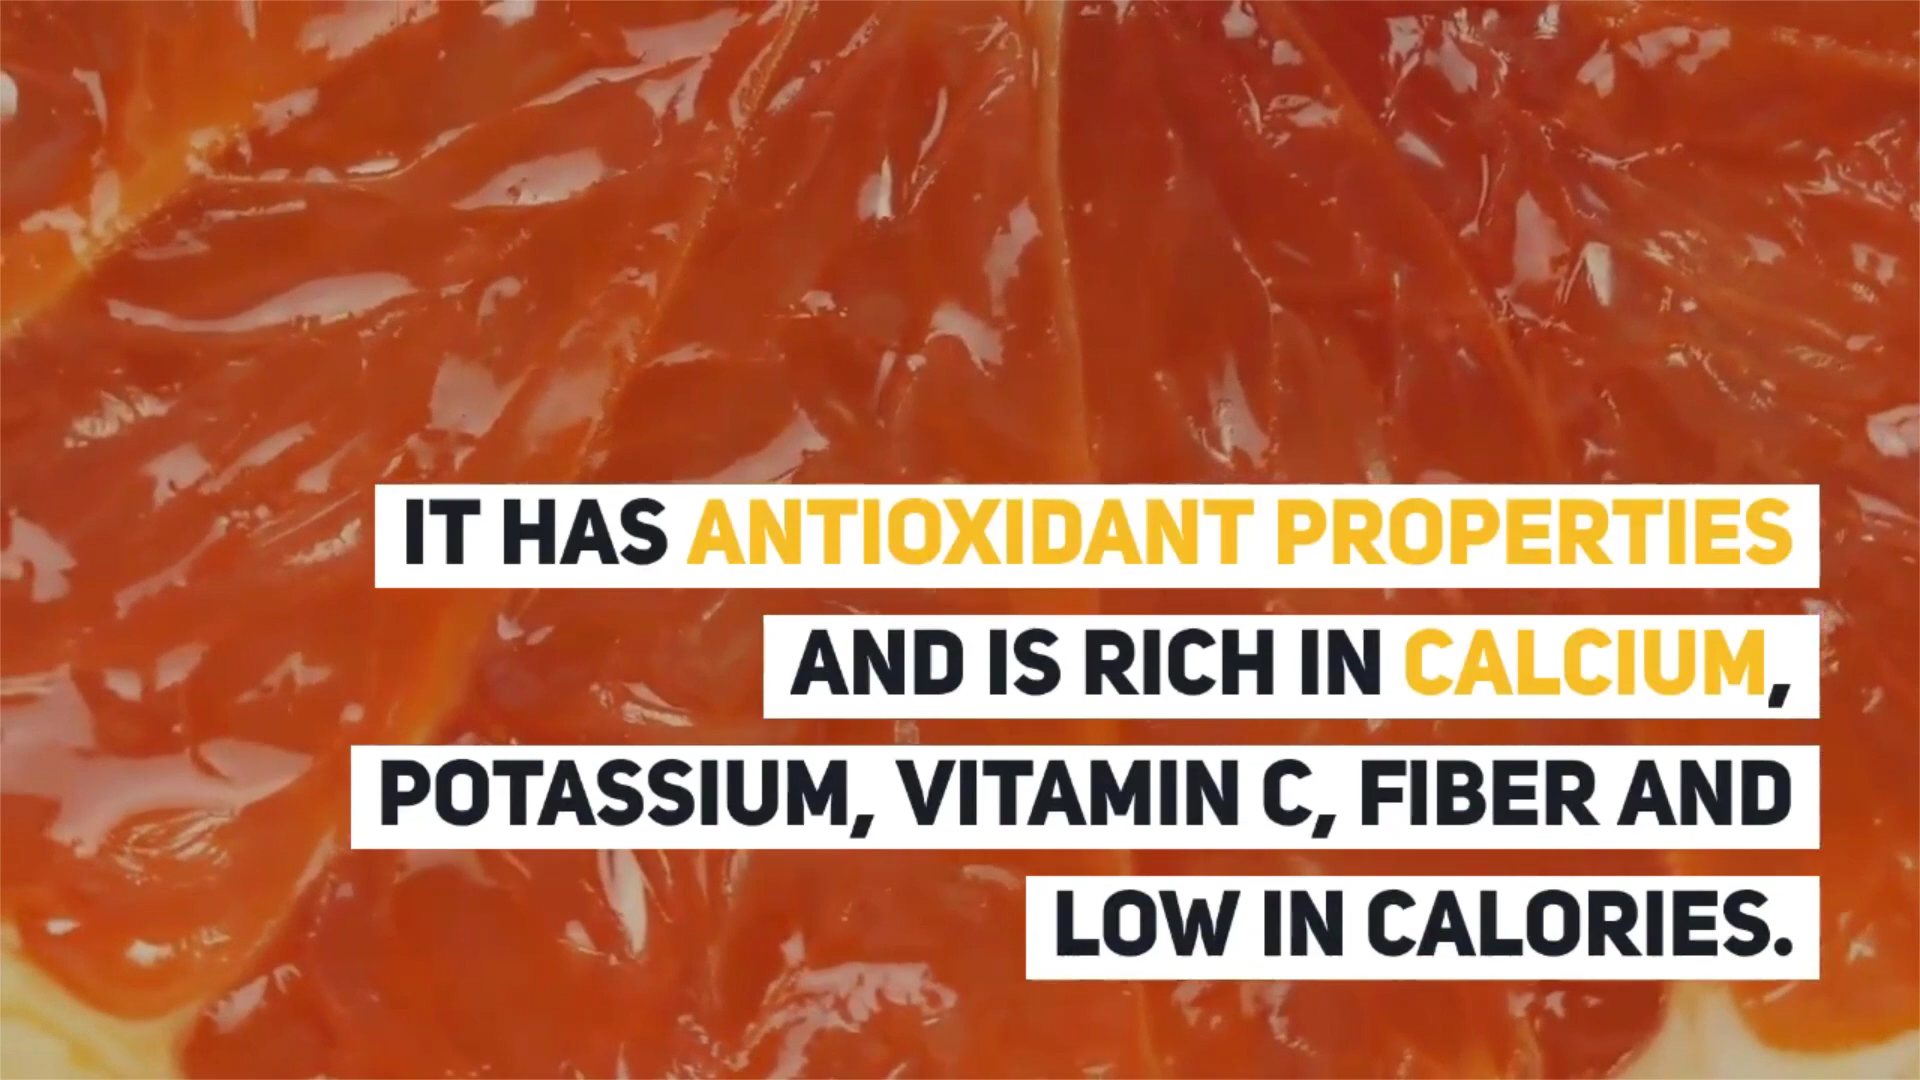 IT HAS ANTIOXIDANT PROPERTIES
AND IS RICH IN CALCIUM,
POTASSIUM, VITAMIN C, FIBER AND
LOW IN CALORIES.